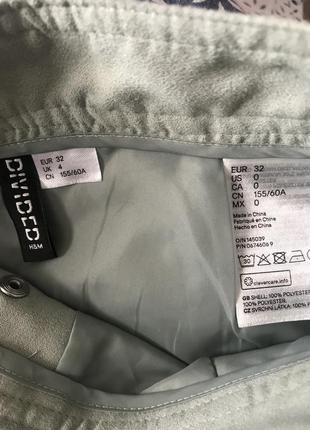 DIVIDED
H&M
EUR 32
UK 4
CN 155/60A
EUR 32
US 0
CA 0
CN 155/60A
MX 0
Made in China
Fabriqué en Chine
Hecho en China
O/N 145039
P/N 0674606 9
30
clevercare.info
GB SHELL: 100% POLYESTER
100% POLYESTER
CZ SVRCHNÍ LÁTKA: 100%
100% POLYESTER